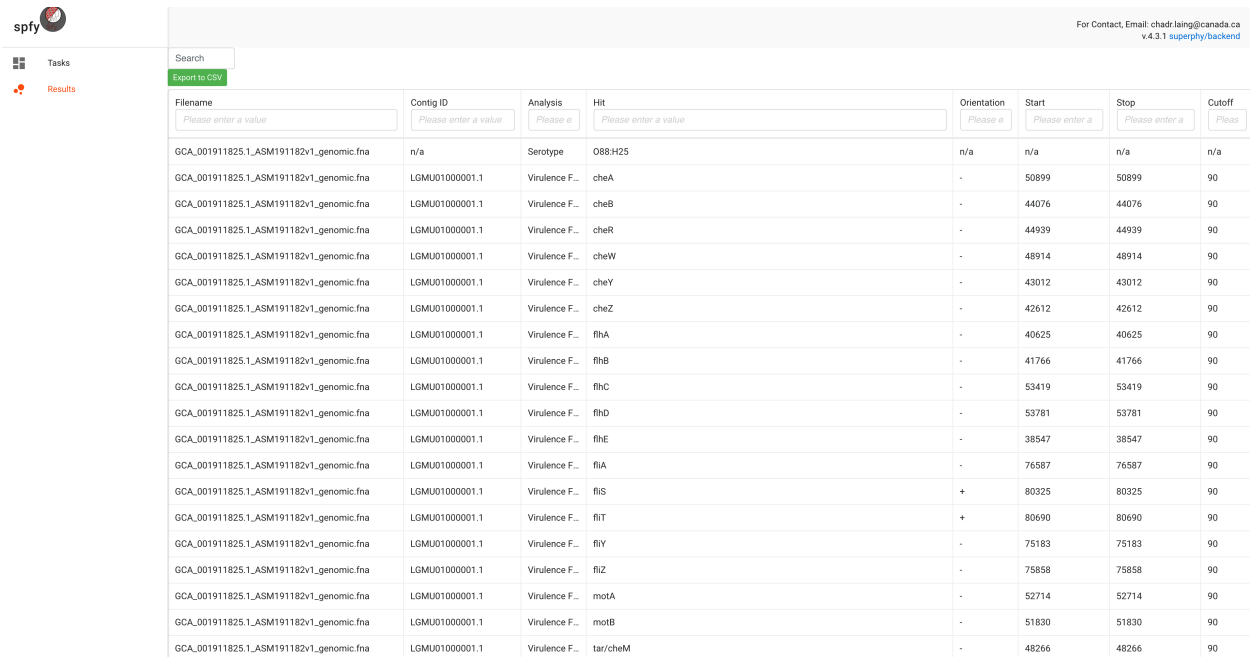 spfy
For Contact, Email: chadr.laing@canada.ca
v.4.3.1 superphy/backend
Tasks
Results
Search
Export to CSV
Filename Contig ID Analysis Hit Orientation Start Stop Cutoff
Please enter a value Please enter a value Please e Please enter a value Please e Please enter a Please enter a Pleas
GCA_001911825.1_ASM191182v1_genomic.fna n/a Serotype O88:H25 n/a n/a n/a n/a
GCA_001911825.1_ASM191182v1_genomic.fna LGMU01000001.1 Virulence F... cheA - 50899 50899 90
GCA_001911825.1_ASM191182v1_genomic.fna LGMU01000001.1 Virulence F... cheB - 44076 44076 90
GCA_001911825.1_ASM191182v1_genomic.fna LGMU01000001.1 Virulence F... cheR - 44939 44939 90
GCA_001911825.1_ASM191182v1_genomic.fna LGMU01000001.1 Virulence F... cheW - 48914 48914 90
GCA_001911825.1_ASM191182v1_genomic.fna LGMU01000001.1 Virulence F... cheY - 43012 43012 90
GCA_001911825.1_ASM191182v1_genomic.fna LGMU01000001.1 Virulence F... cheZ - 42612 42612 90
GCA_001911825.1_ASM191182v1_genomic.fna LGMU01000001.1 Virulence F... flhA - 40625 40625 90
GCA_001911825.1_ASM191182v1_genomic.fna LGMU01000001.1 Virulence F... flhB - 41766 41766 90
GCA_001911825.1_ASM191182v1_genomic.fna LGMU01000001.1 Virulence F... flhC - 53419 53419 90
GCA_001911825.1_ASM191182v1_genomic.fna LGMU01000001.1 Virulence F... flhD - 53781 53781 90
GCA_001911825.1_ASM191182v1_genomic.fna LGMU01000001.1 Virulence F... flhE - 38547 38547 90
GCA_001911825.1_ASM191182v1_genomic.fna LGMU01000001.1 Virulence F... fliA - 76587 76587 90
GCA_001911825.1_ASM191182v1_genomic.fna LGMU01000001.1 Virulence F... fliS + 80325 80325 90
GCA_001911825.1_ASM191182v1_genomic.fna LGMU01000001.1 Virulence F... fliT + 80690 80690 90
GCA_001911825.1_ASM191182v1_genomic.fna LGMU01000001.1 Virulence F... fliY - 75183 75183 90
GCA_001911825.1_ASM191182v1_genomic.fna LGMU01000001.1 Virulence F... fliZ - 75858 75858 90
GCA_001911825.1_ASM191182v1_genomic.fna LGMU01000001.1 Virulence F... motA - 52714 52714 90
GCA_001911825.1_ASM191182v1_genomic.fna LGMU01000001.1 Virulence F... motB - 51830 51830 90
GCA_001911825.1_ASM191182v1_genomic.fna LGMU01000001.1 Virulence F... tar/cheM - 48266 48266 90